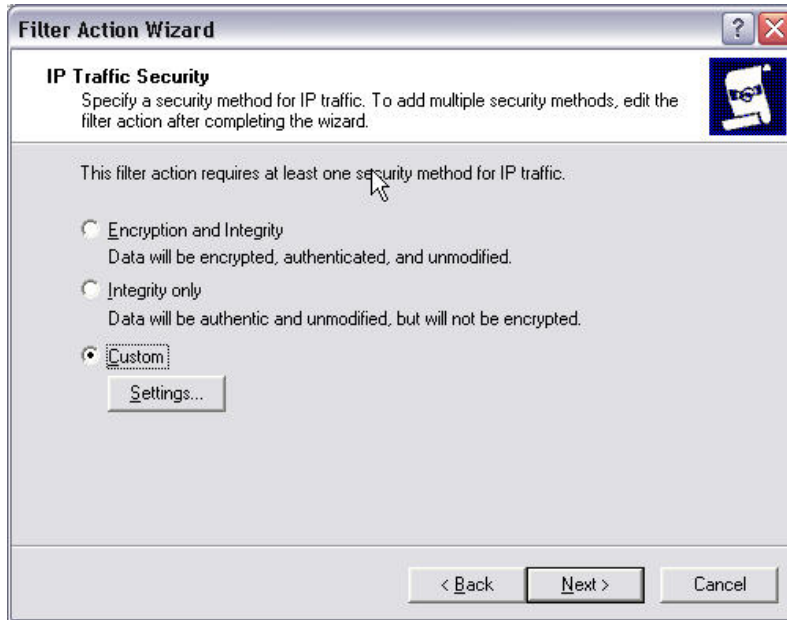 Filter Action Wizard
IP Traffic Security
Specify a security method for IP traffic. To add multiple security methods, edit the
filter action after completing the wizard.
This filter action requires at least one security method for IP traffic.
Encryption and Integrity
Data will be encrypted, authenticated, and unmodified.
Integrity only
Data will be authentic and unmodified, but will not be encrypted.
Custom
Settings...
< Back
Next >
Cancel